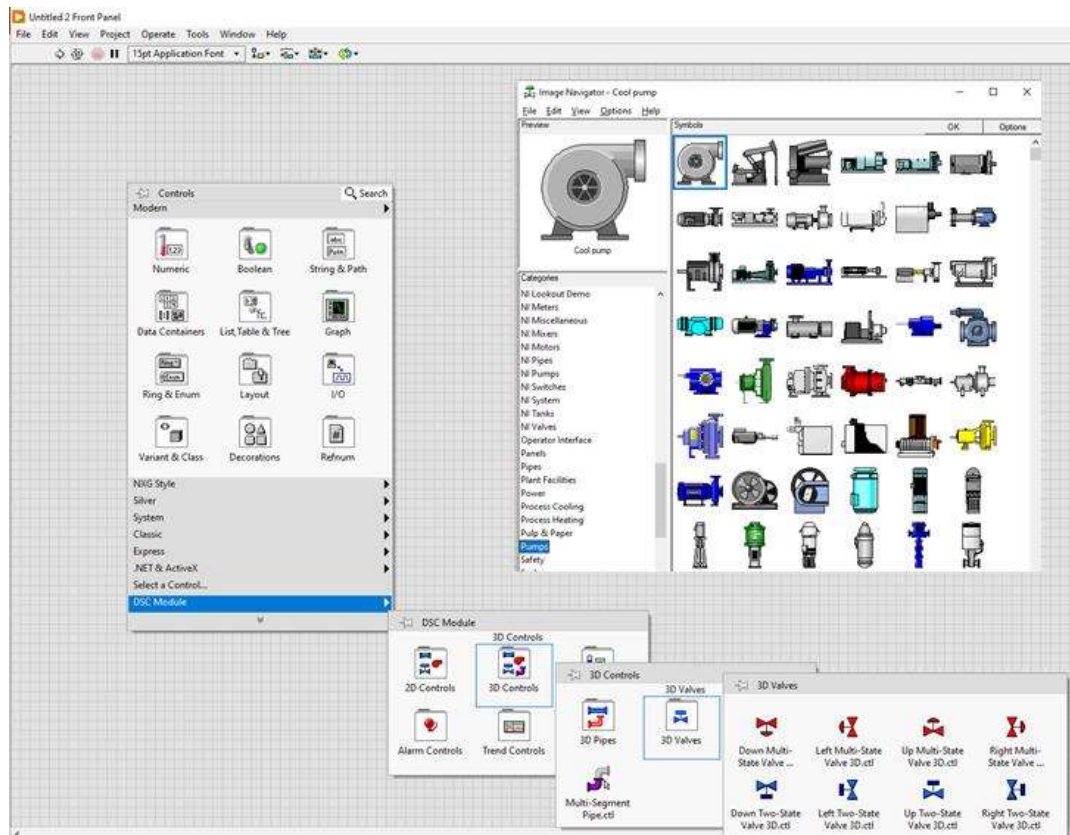 Untitled 2 Front Panel
File Edit View Project Operate Tools Window Help
15pt Application Font
Image Navigator - Cool pump
File Edit View Options Help
Preview
Symbols
OK
Options
Cool pump
Categories
NI Lookout Demo
NI Meters
NI Miscellaneous
NI Mixers
NI Motors
NI Pipes
NI Pumps
NI Switches
NI System
NI Tanks
NI Valves
Operator Interface
Panels
Pipes
Plant Facilities
Power
Process Cooling
Process Heating
Pulp & Paper
Pumps
Safety
Controls
Search
Modern
Numeric Boolean String & Path
Data Containers List, Table & Tree Graph
Ring & Enum Layout I/O
Variant & Class Decorations Refnum
NXG Style
Silver
System
Classic
Express
.NET & ActiveX
Select a Control...
DSC Module
DSC Module
3D Controls
2D Controls 3D Controls
Alarm Controls Trend Controls
3D Controls
3D Valves
3D Pipes 3D Valves
Multi-Segment
Pipe.ctl
3D Valves
Down Multi- Left Multi-State Up Multi-State Right Multi-
State Valve ... Valve 3D.ctl Valve 3D.ctl State Valve ...
Down Two-State Left Two-State Up Two-State Right Two-State
Valve 3D.ctl Valve 3D.ctl Valve 3D.ctl Valve 3D.ctl